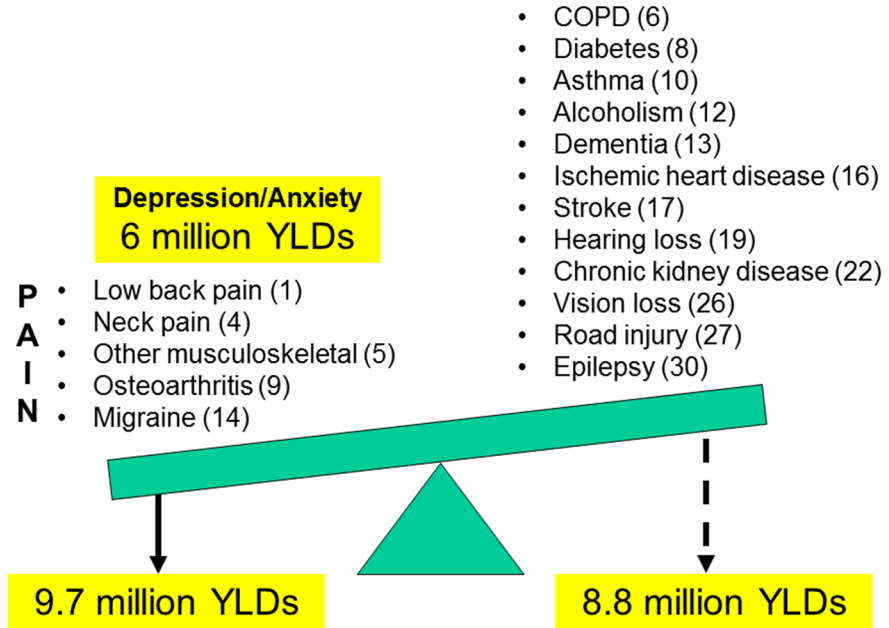 Depression/Anxiety
6 million YLDs
PAIN
• Low back pain (1)
• Neck pain (4)
• Other musculoskeletal (5)
• Osteoarthritis (9)
• Migraine (14)
9.7 million YLDs
• COPD (6)
• Diabetes (8)
• Asthma (10)
• Alcoholism (12)
• Dementia (13)
• Ischemic heart disease (16)
• Stroke (17)
• Hearing loss (19)
• Chronic kidney disease (22)
• Vision loss (26)
• Road injury (27)
• Epilepsy (30)
8.8 million YLDs